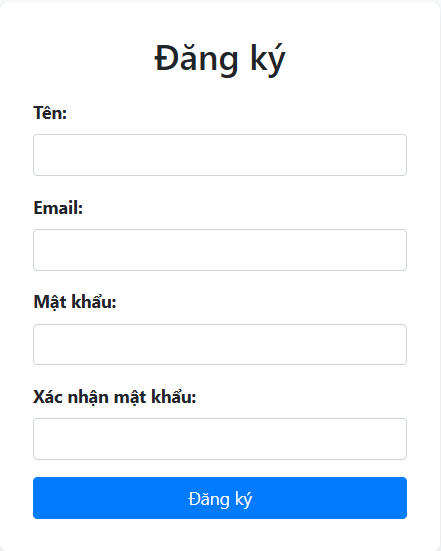 Đăng ký
Tên:
Email:
Mật khẩu:
Xác nhận mật khẩu:
Đăng ký